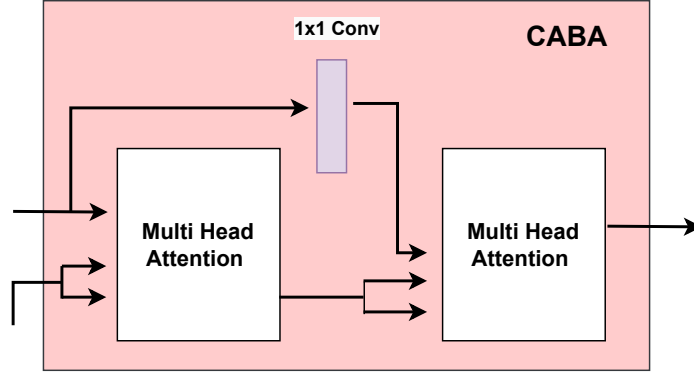 1x1 Conv
CABA
Multi Head
Attention
Multi Head
Attention